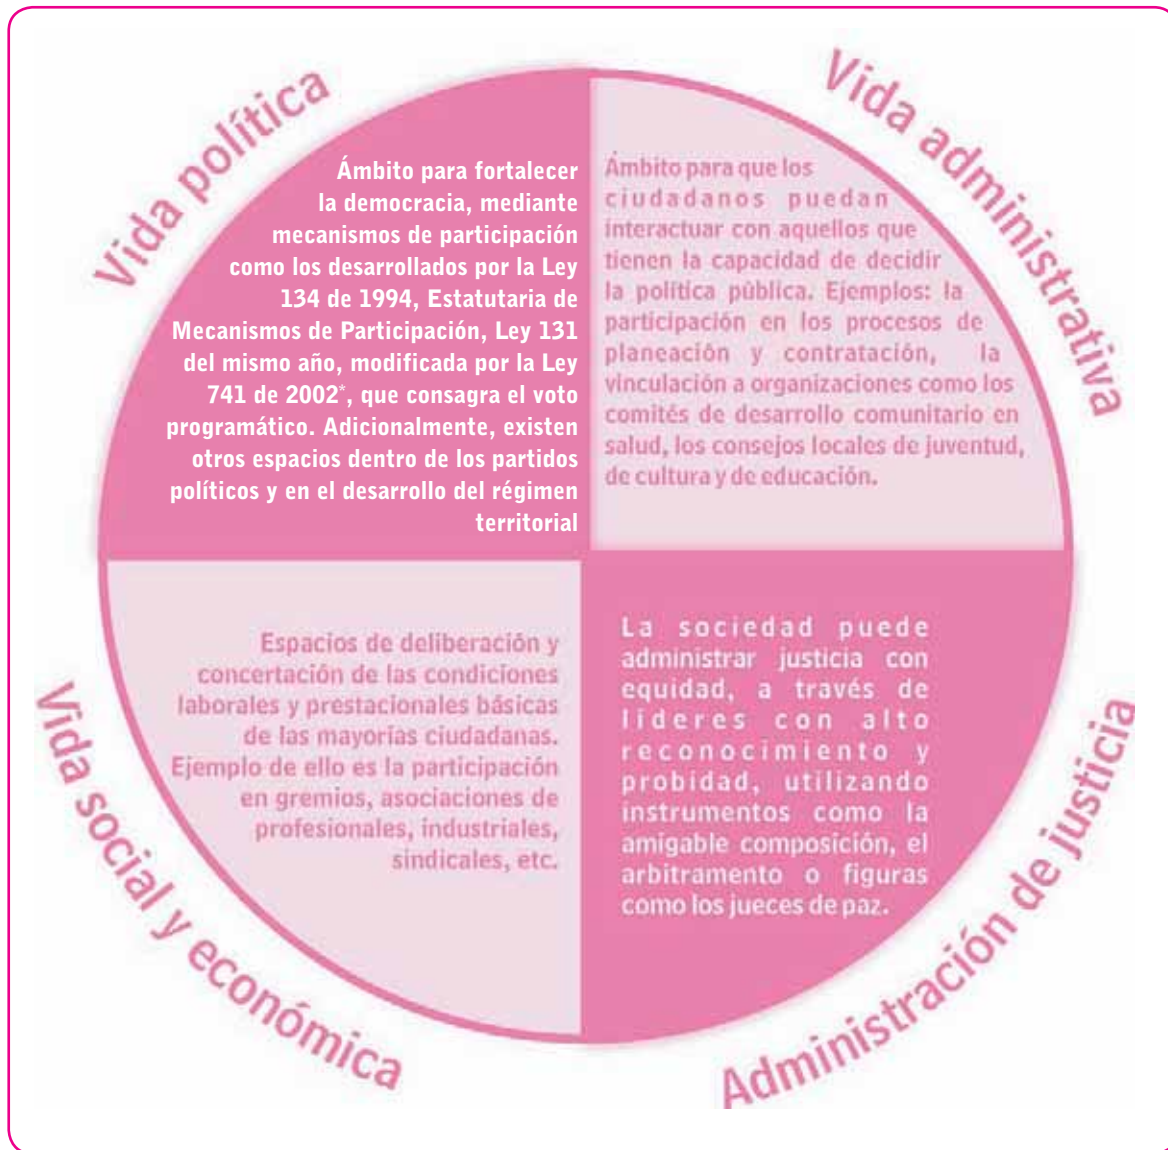 Vida política
Ámbito para fortalecer
la democracia, mediante
mecanismos de participación
como los desarrollados por la Ley
134 de 1994, Estatutaria de
Mecanismos de Participación, Ley 131
del mismo año, modificada por la Ley
741 de 2002*, que consagra el voto
programático. Adicionalmente, existen
otros espacios dentro de los partidos
políticos y en el desarrollo del régimen
territorial
Vida administrativa
Ámbito para que los
ciudadanos puedan
interactuar con aquellos que
tienen la capacidad de decidir
la política pública. Ejemplos: la
participación en los procesos de
planeación y contratación, la
vinculación a organizaciones como los
comités de desarrollo comunitario en
salud, los consejos locales de juventud,
de cultura y de educación.
Vida social y económica
Espacios de deliberación y
concertación de las condiciones
laborales y prestacionales básicas
de las mayorias ciudadanas.
Ejemplo de ello es la participación
en gremios, asociaciones de
profesionales, industriales,
sindicales, etc.
Administración de justicia
La sociedad puede
administrar justicia con
equidad, a través de
lideres con alto
reconocimiento y
probidad, utilizando
instrumentos como la
amigable composición, el
arbitramento o figuras
como los jueces de paz.